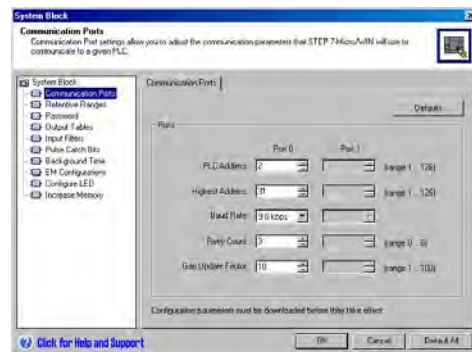 System Block
Communication Ports
Communication Port settings allow you to adjust the communication parameters that STEP 7-Micro/WIN will use to
communicate to a given PLC.
System Block
Communication Ports
Retentive Ranges
Password
Output Tables
Input Filters
Pulse Catch Bits
Background Time
EM Configurations
Configure LED
Increase Memory
Communication Ports
Defaults
Ports
Port 0 Port 1
PLC Address: 2 (range 1 .. 126)
Highest Address: 31 (range 1 .. 126)
Baud Rate: 9.6 kbps
Retry Count: 3 (range 0 .. 8)
Gap Update Factor: 10 (range 1 .. 100)
Configuration parameters must be downloaded before they take effect.
Click for Help and Support
OK Cancel Default All